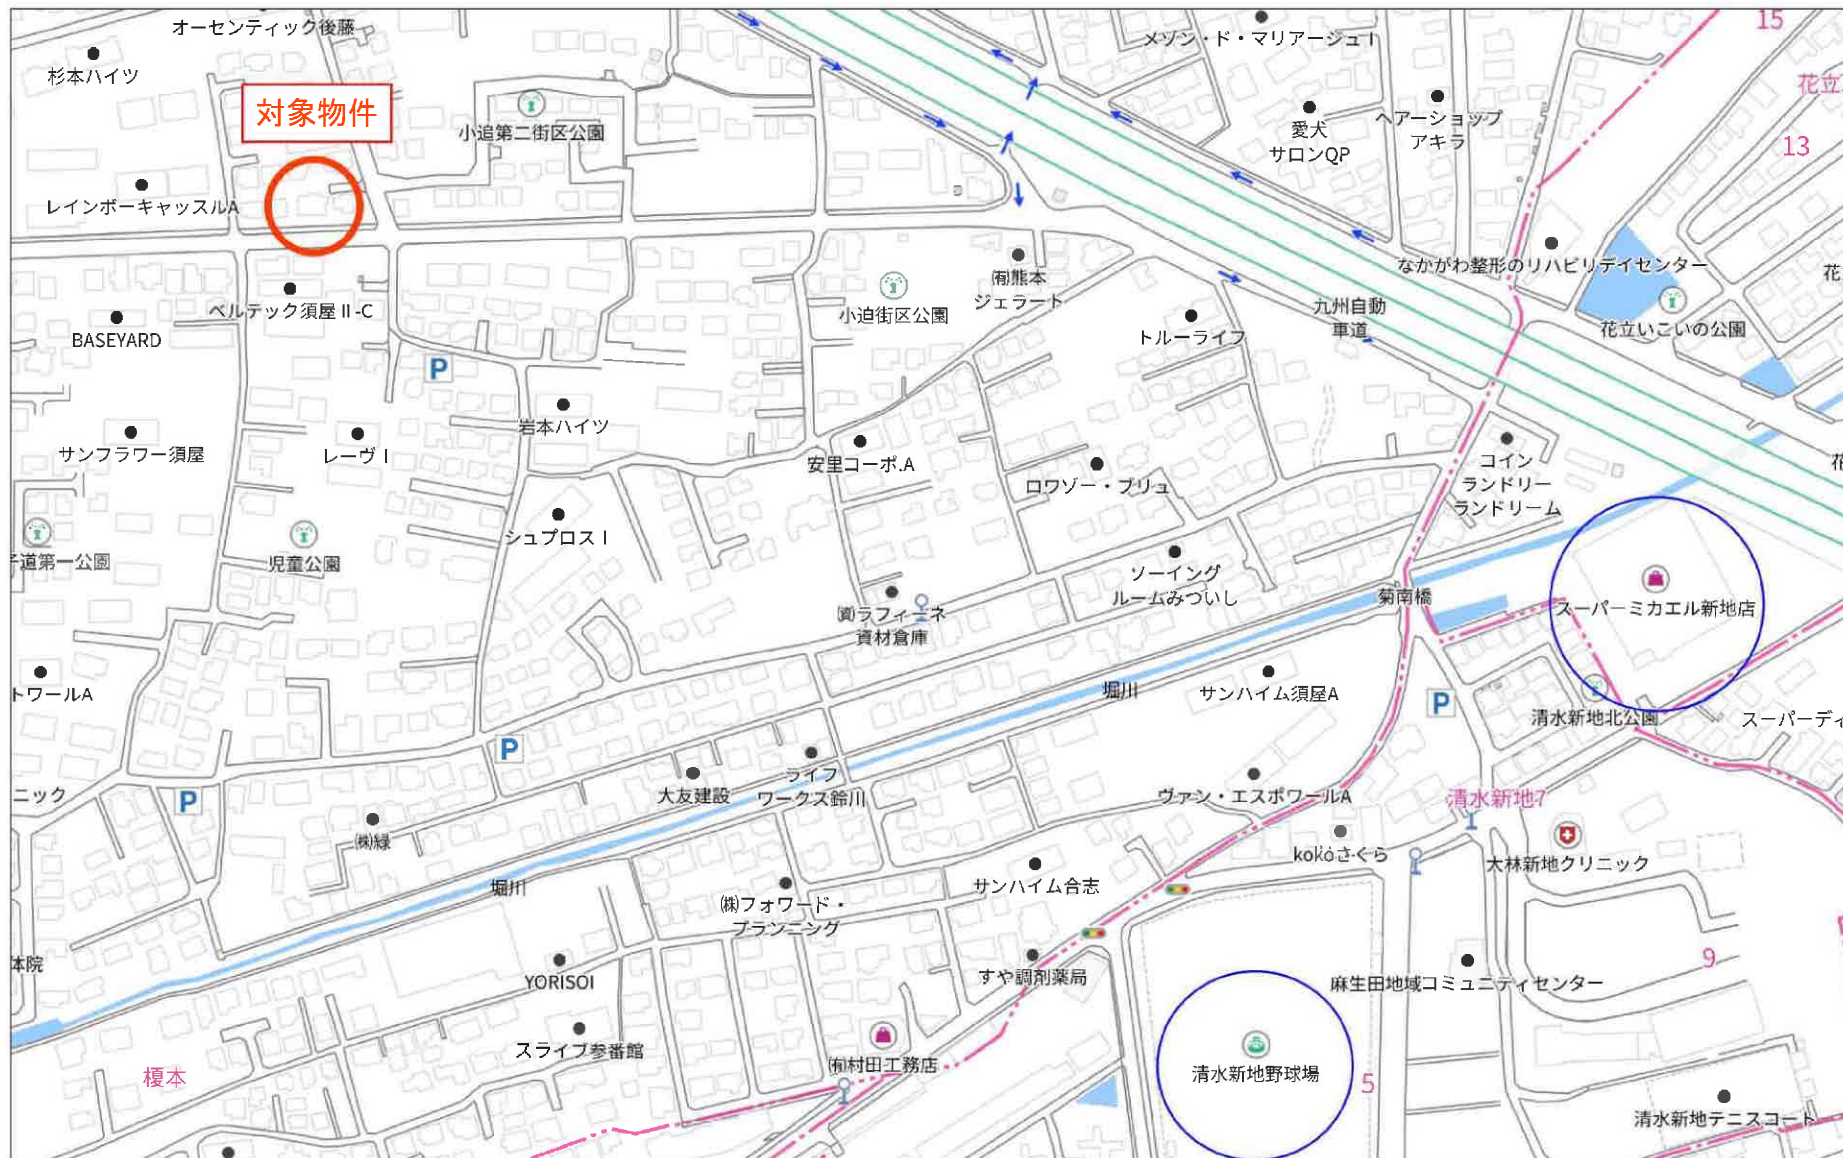 オーセンティック後藤
杉本ハイツ
対象物件
小追第二街区公園
レインボーキャッスルA
メゾン・ド・マリアージュⅠ
15
花立
愛犬
サロンQP
ヘアーショップ
アキラ
13
なかがわ整形のリハビリデイセンター
花立いこいの公園
㈲熊本
ジェラート
小追街区公園
ベルテック須屋Ⅱ-C
BASEYARD
トルーライフ
九州自動
車道
P
岩本ハイツ
サンフラワー須屋
レーヴⅠ
安里コーポ.A
ロワゾー・ブリュ
コイン
ランドリー
ランドリーム
花
シュプロスⅠ
子道第一公園
児童公園
ソーイング
ルームみついし
菊南橋
スーパーミカエル新地店
㈾ラフィーネ
資材倉庫
トワールA
堀川
サンハイム須屋A
P
清水新地北公園
スーパーディ
P
ライフ
ワークス鈴川
大友建設
ヴァン・エスポワールA
清水新地7
ニック
P
㈱緑
kokoさくら
大林新地クリニック
堀川
㈱フォワード・
プランニング
サンハイム合志
体院
YORISOI
すや調剤薬局
麻生田地域コミュニティセンター
9
スライブ参番館
㈲村田工務店
榎本
清水新地野球場
5
清水新地テニスコート